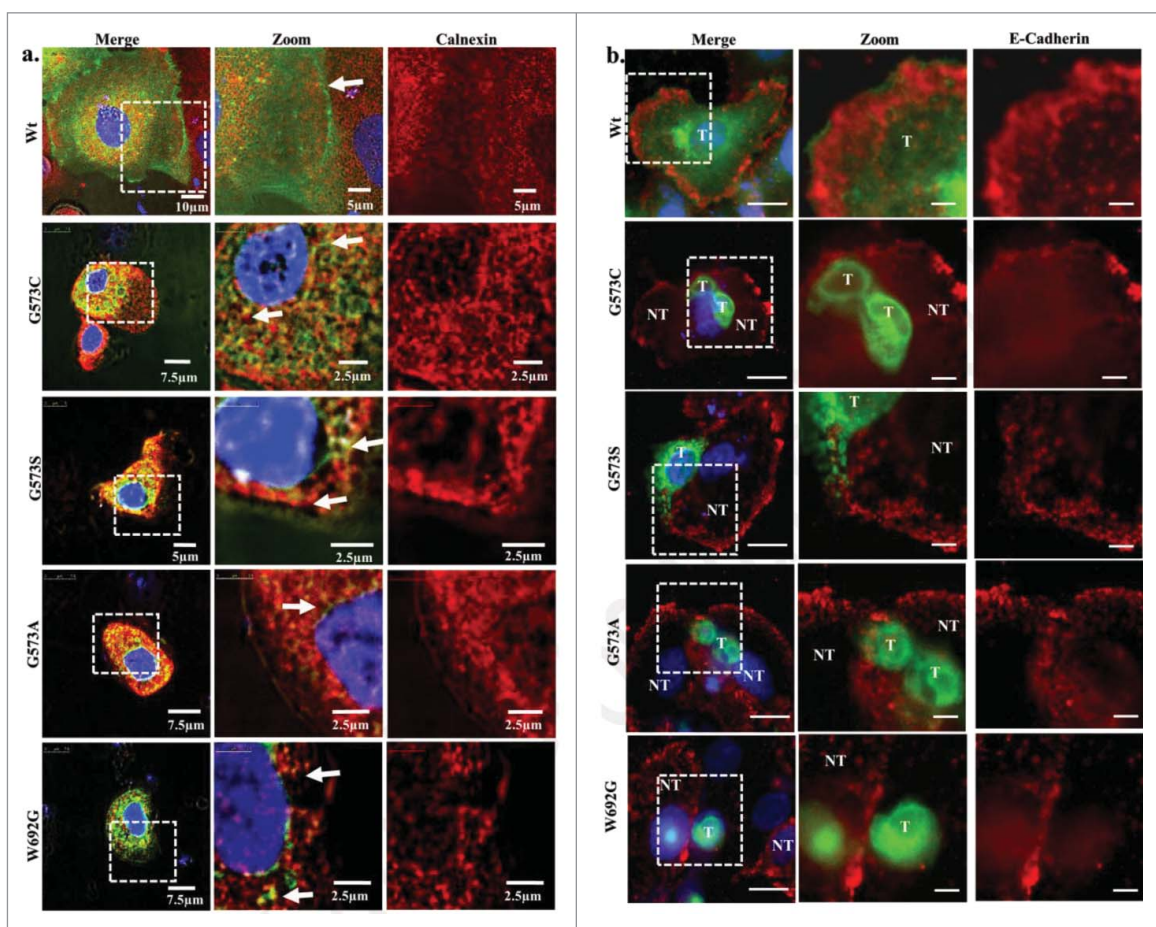 a.
Merge Zoom Calnexin
Wt
10µm 5µm 5µm
G573C
7.5µm 2.5µm 2.5µm
G573S
5µm 2.5µm 2.5µm
G573A
7.5µm 2.5µm 2.5µm
W692G
7.5µm 2.5µm 2.5µm
b.
Merge Zoom E-Cadherin
Wt
T T
G573C
NT T T NT T T NT
G573S
T NT T NT NT
G573A
T T NT NT NT NT T T
W692G
NT T NT NT T